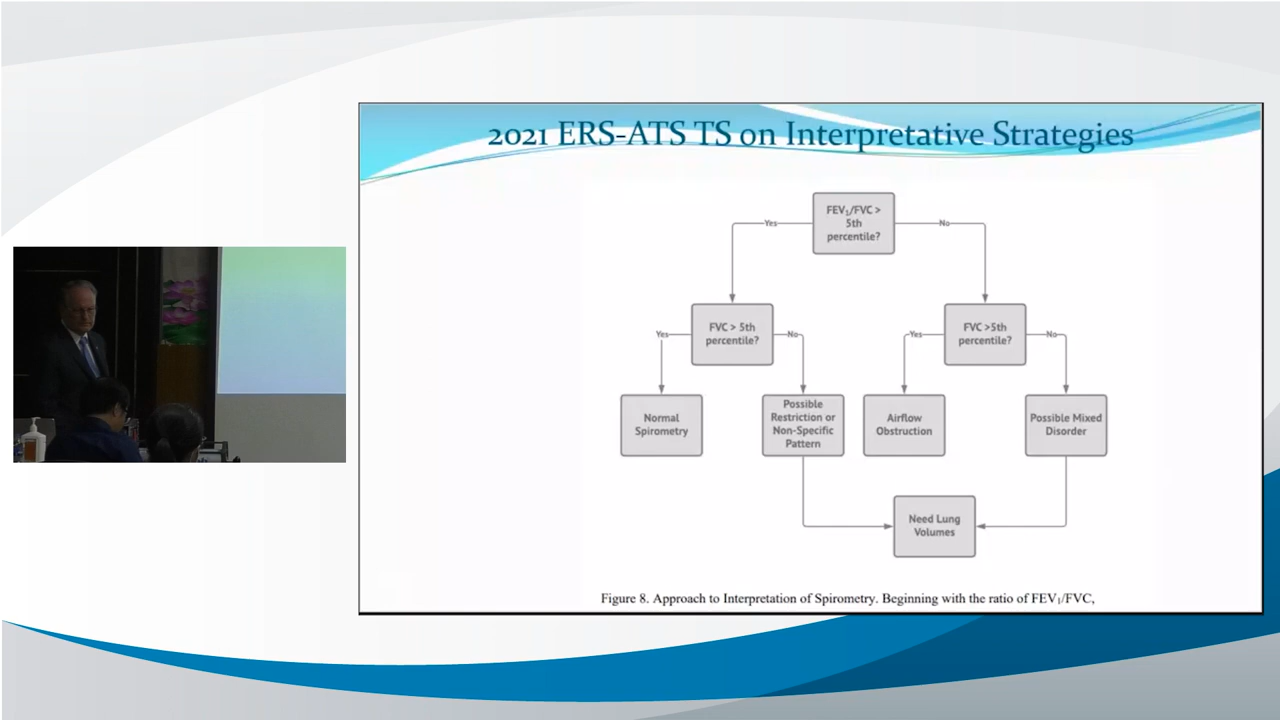 2021 ERS-ATS TS on Interpretative Strategies
FEV₁/FVC >
5th
percentile?
Yes
No
FVC > 5th
percentile?
FVC >5th
percentile?
Yes
No
Yes
No
Normal
Spirometry
Possible
Restriction or
Non-Specific
Pattern
Airflow
Obstruction
Possible Mixed
Disorder
Need Lung
Volumes
Figure 8. Approach to Interpretation of Spirometry. Beginning with the ratio of FEV₁/FVC,